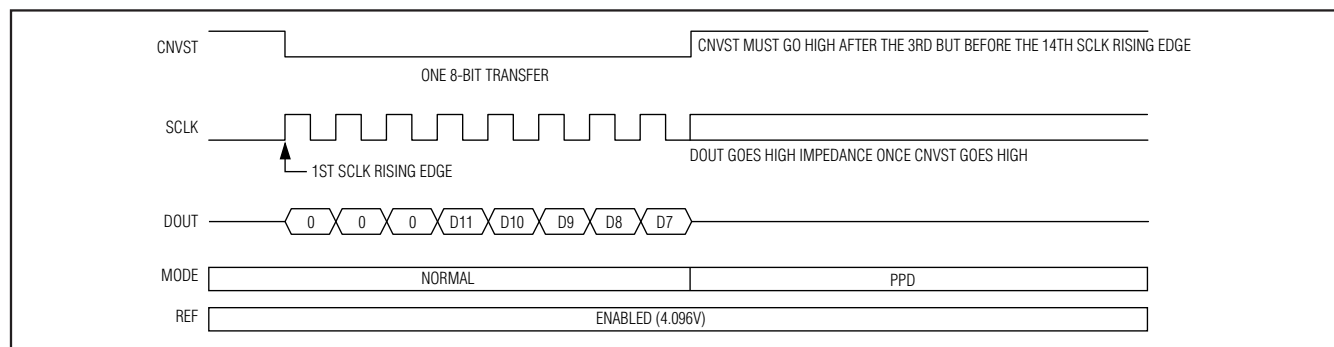 CNVST
CNVST MUST GO HIGH AFTER THE 3RD BUT BEFORE THE 14TH SCLK RISING EDGE
ONE 8-BIT TRANSFER
SCLK
DOUT GOES HIGH IMPEDANCE ONCE CNVST GOES HIGH
1ST SCLK RISING EDGE
DOUT
0 0 0 D11 D10 D9 D8 D7
MODE
NORMAL PPD
REF
ENABLED (4.096V)